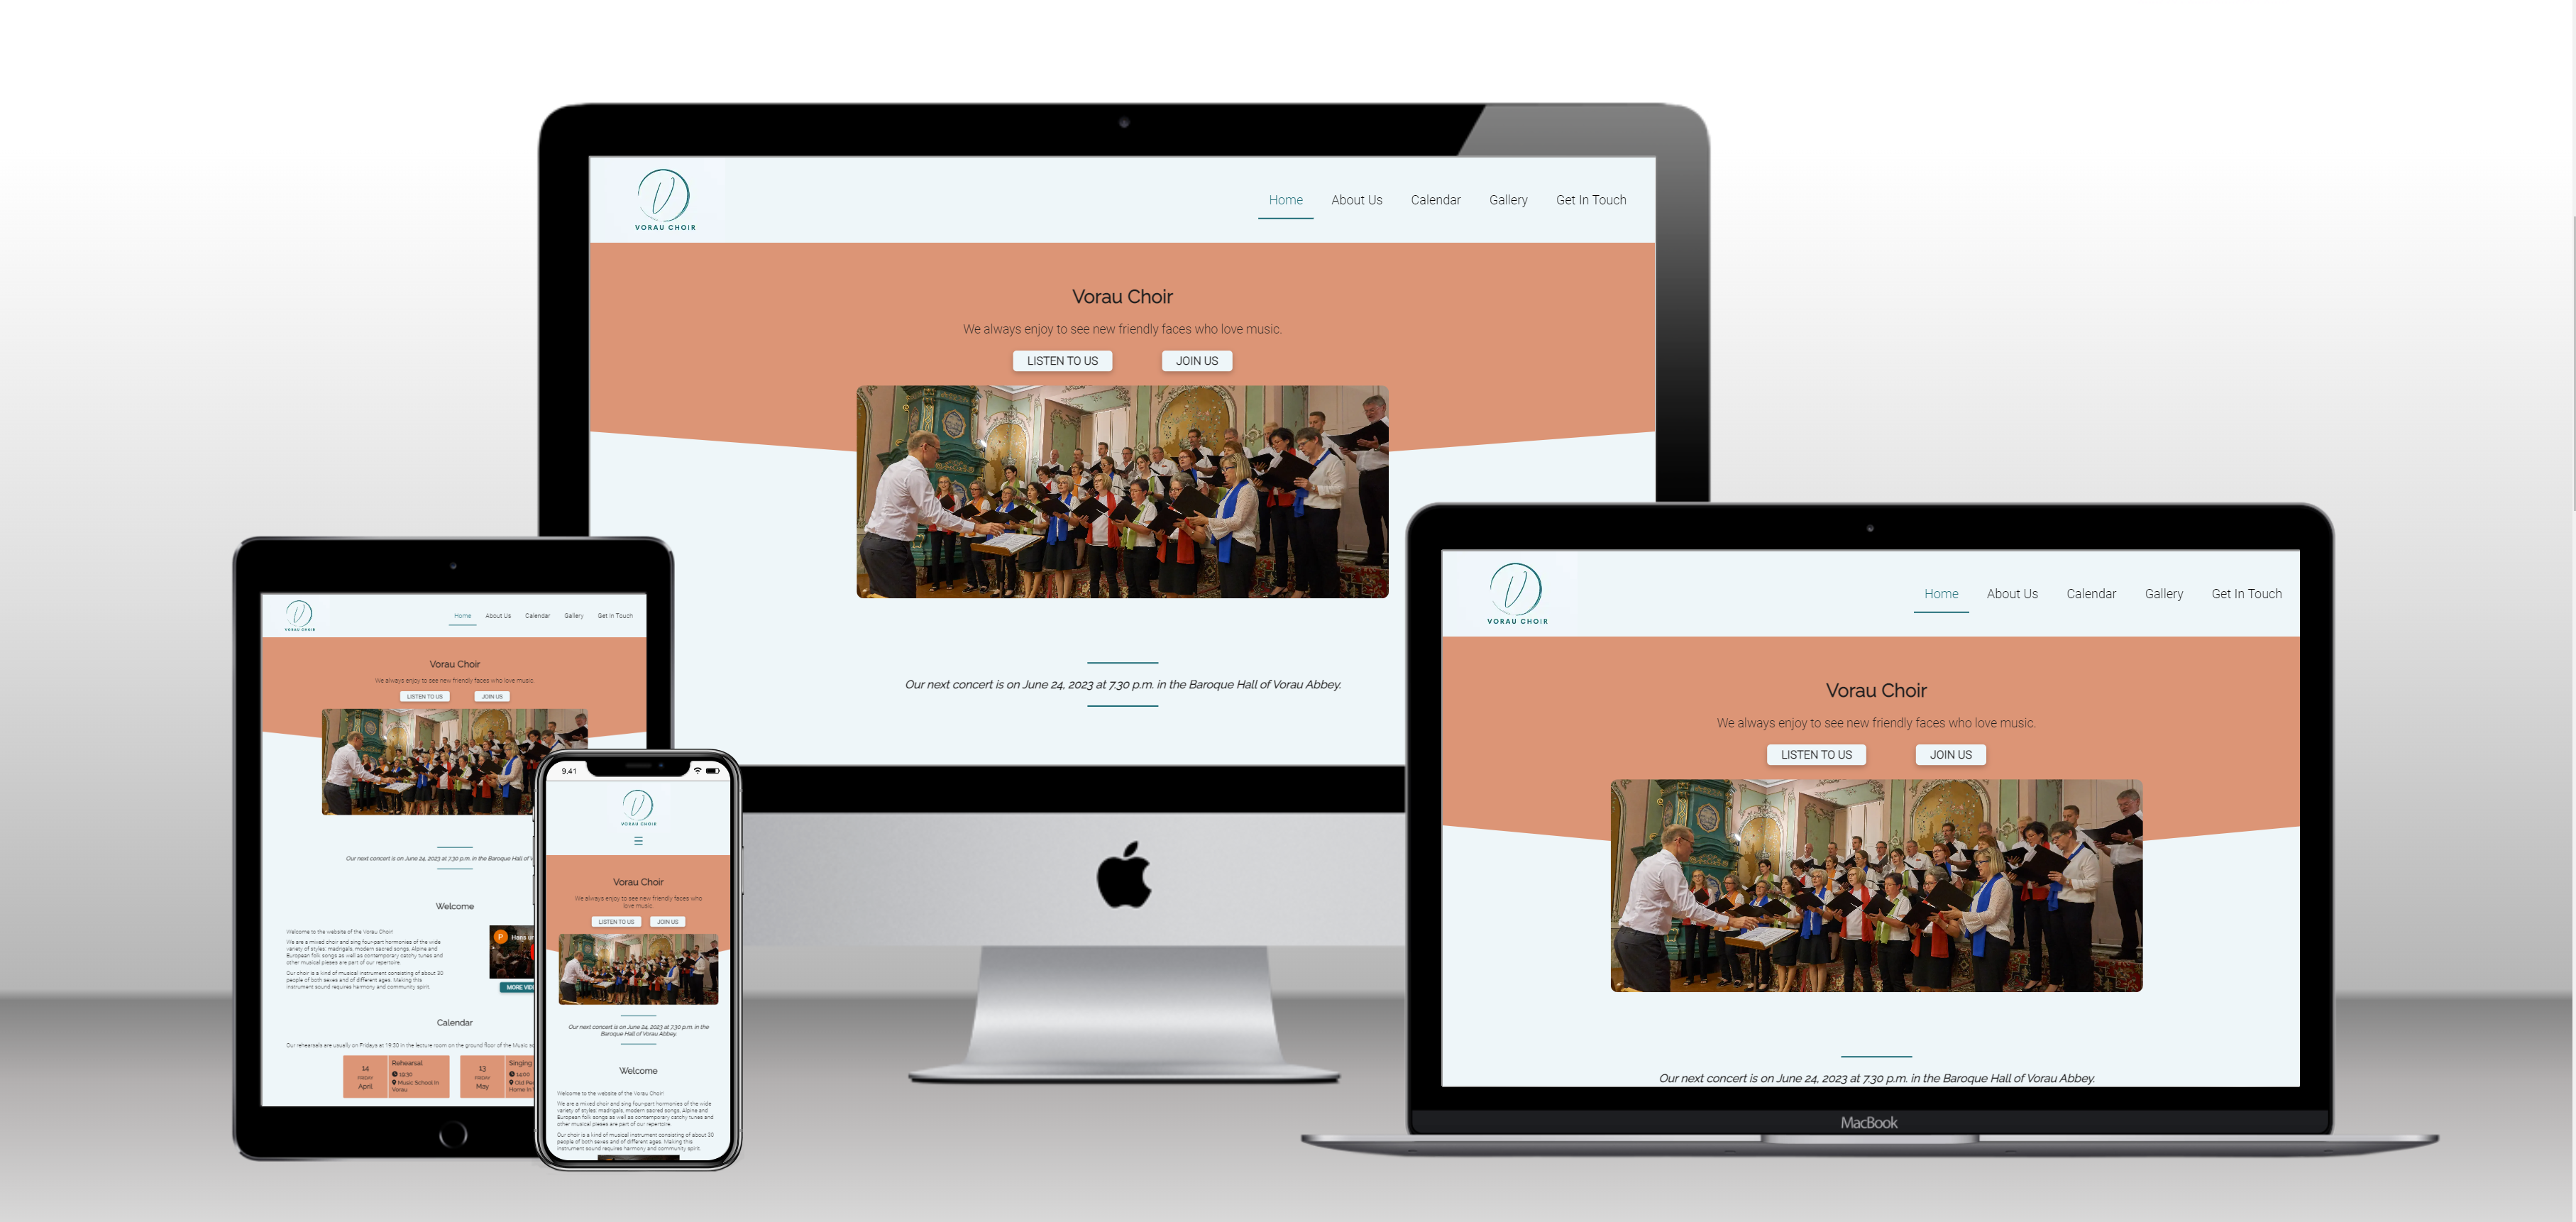 VORAU CHOIR
Home About Us Calendar Gallery Get In Touch
Vorau Choir
We always enjoy to see new friendly faces who love music.
LISTEN TO US JOIN US
Our next concert is on June 24, 2023 at 7.30 p.m. in the Baroque Hall of Vorau Abbey.
VORAU CHOIR
Home About Us Calendar Gallery Get In Touch
Vorau Choir
We always enjoy to see new friendly faces who love music.
LISTEN TO US JOIN US
Our next concert is on June 24, 2023 at 7.30 p.m. in the Baroque Hall of
Welcome
Welcome to the website of the Vorau Choir!
We are a mixed choir and sing four-part harmonies of the wide
variety of styles: madrigals, modern sacred songs, Alpine and
European folk songs as well as contemporary catchy tunes and
other musical pieses are part of our repertoire.
Our choir is a kind of musical instrument consisting of about 30
people of both sexes and of different ages. Making this
instrument sound requires harmony and community spirit.
P Hans
MORE
Calendar
Our rehearsals are usually on Fridays at 19:30 in the lecture room on the ground floor of the Music
14
FRIDAY
April
Rehearsal
19:30
Music School in
Vorau
13
FRIDAY
May
Singing
14:00
Old
Home in
9:41
VORAU CHOIR
Vorau Choir
We always enjoy to see new friendly faces who
love music.
LISTEN TO US JOIN US
Our next concert is on June 24, 2023 at 7.30 p.m. in the
Baroque Hall of Vorau Abbey.
Welcome
Welcome to the website of the Vorau Choir!
We are a mixed choir and sing four-part harmonies of the wide
variety of styles: madrigals, modern sacred songs, Alpine and
European folk songs as well as contemporary catchy tunes and
other musical pieses are part of our repertoire.
Our choir is a kind of musical instrument consisting of about 30
people of both sexes and of different ages. Making this
instrument sound requires harmony and community spirit.
VORAU CHOIR
Home About Us Calendar Gallery Get In Touch
Vorau Choir
We always enjoy to see new friendly faces who love music.
LISTEN TO US JOIN US
Our next concert is on June 24, 2023 at 7.30 p.m. in the Baroque Hall of Vorau Abbey.
MacBook